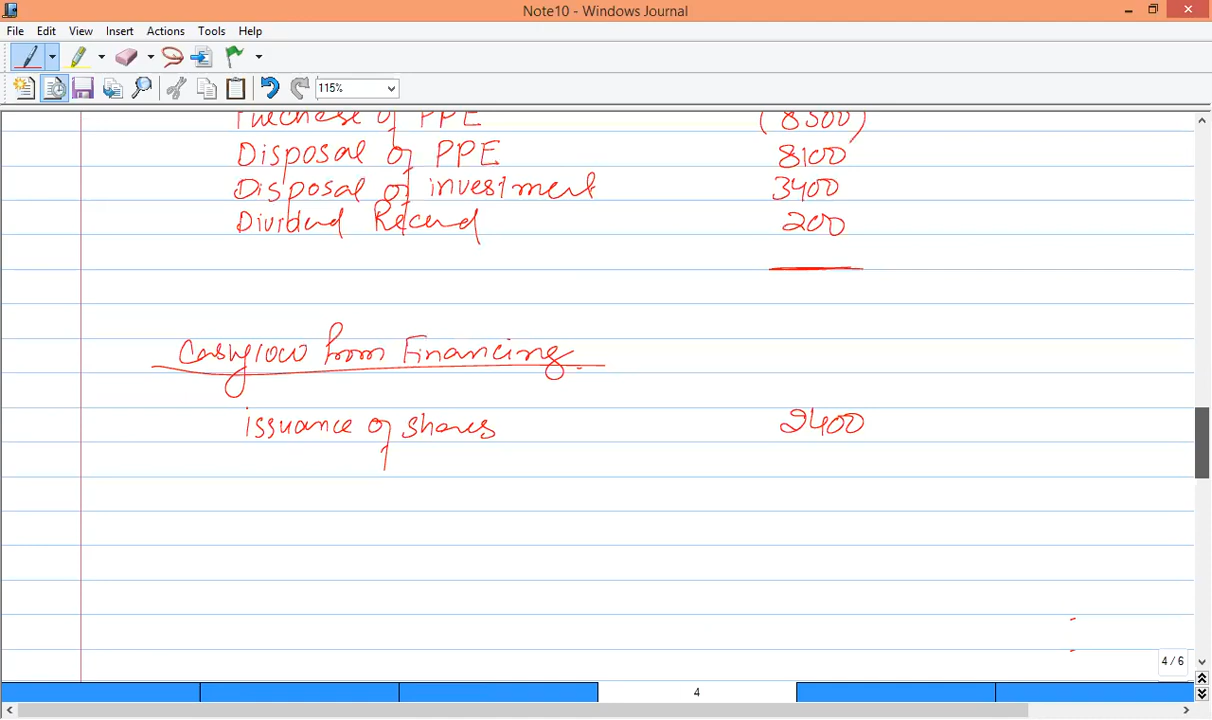 Note10 - Windows Journal
File Edit View Insert Actions Tools Help
115%
Purchase of PPE (8500)
Disposal of PPE 8100
Disposal of investment 3400
Dividend Received 200
Cashflow from Financing
issuance of shares 2400
4 / 6
4